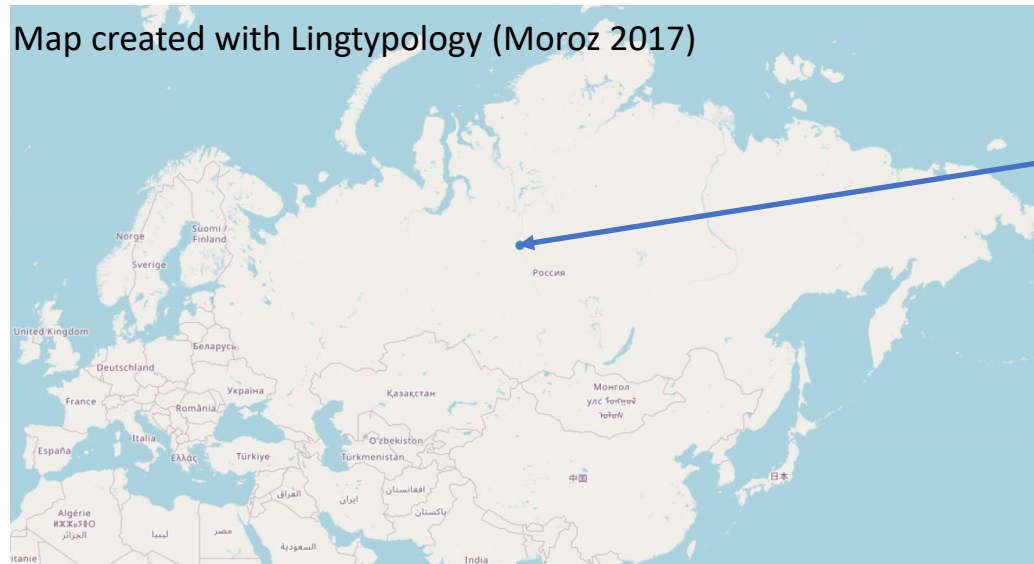 Map created with Lingtypology (Moroz 2017)
Norge
Suomi /
Finland
Sverige
Россия
United Kingdom
Беларусь
Deutschland
Україна
Қазақстан
Монгол
улс
France
România
Italia
O'zbekiston
España
Ελλάς
Türkiye
Türkmenistan
中国
日本
العراق
ایران
افغانستان
پاکستان
Algérie
الجزائر
ليبيا
مصر
السعودية
India
itanie